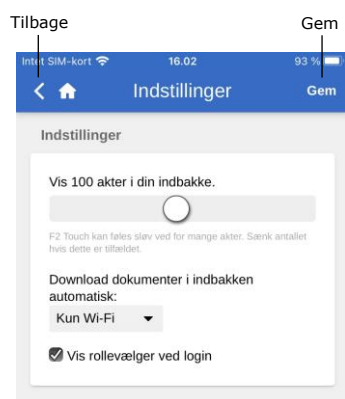 Tilbage Gem
Intet SIM-kort 16.02 93 %
Indstillinger Gem
Indstillinger
Vis 100 akter i din indbakke.
F2 Touch kan føles sløv ved for mange akter. Sænk antallet
hvis dette er tilfældet.
Download dokumenter i indbakken
automatisk:
Kun Wi-Fi
Vis rollevælger ved login